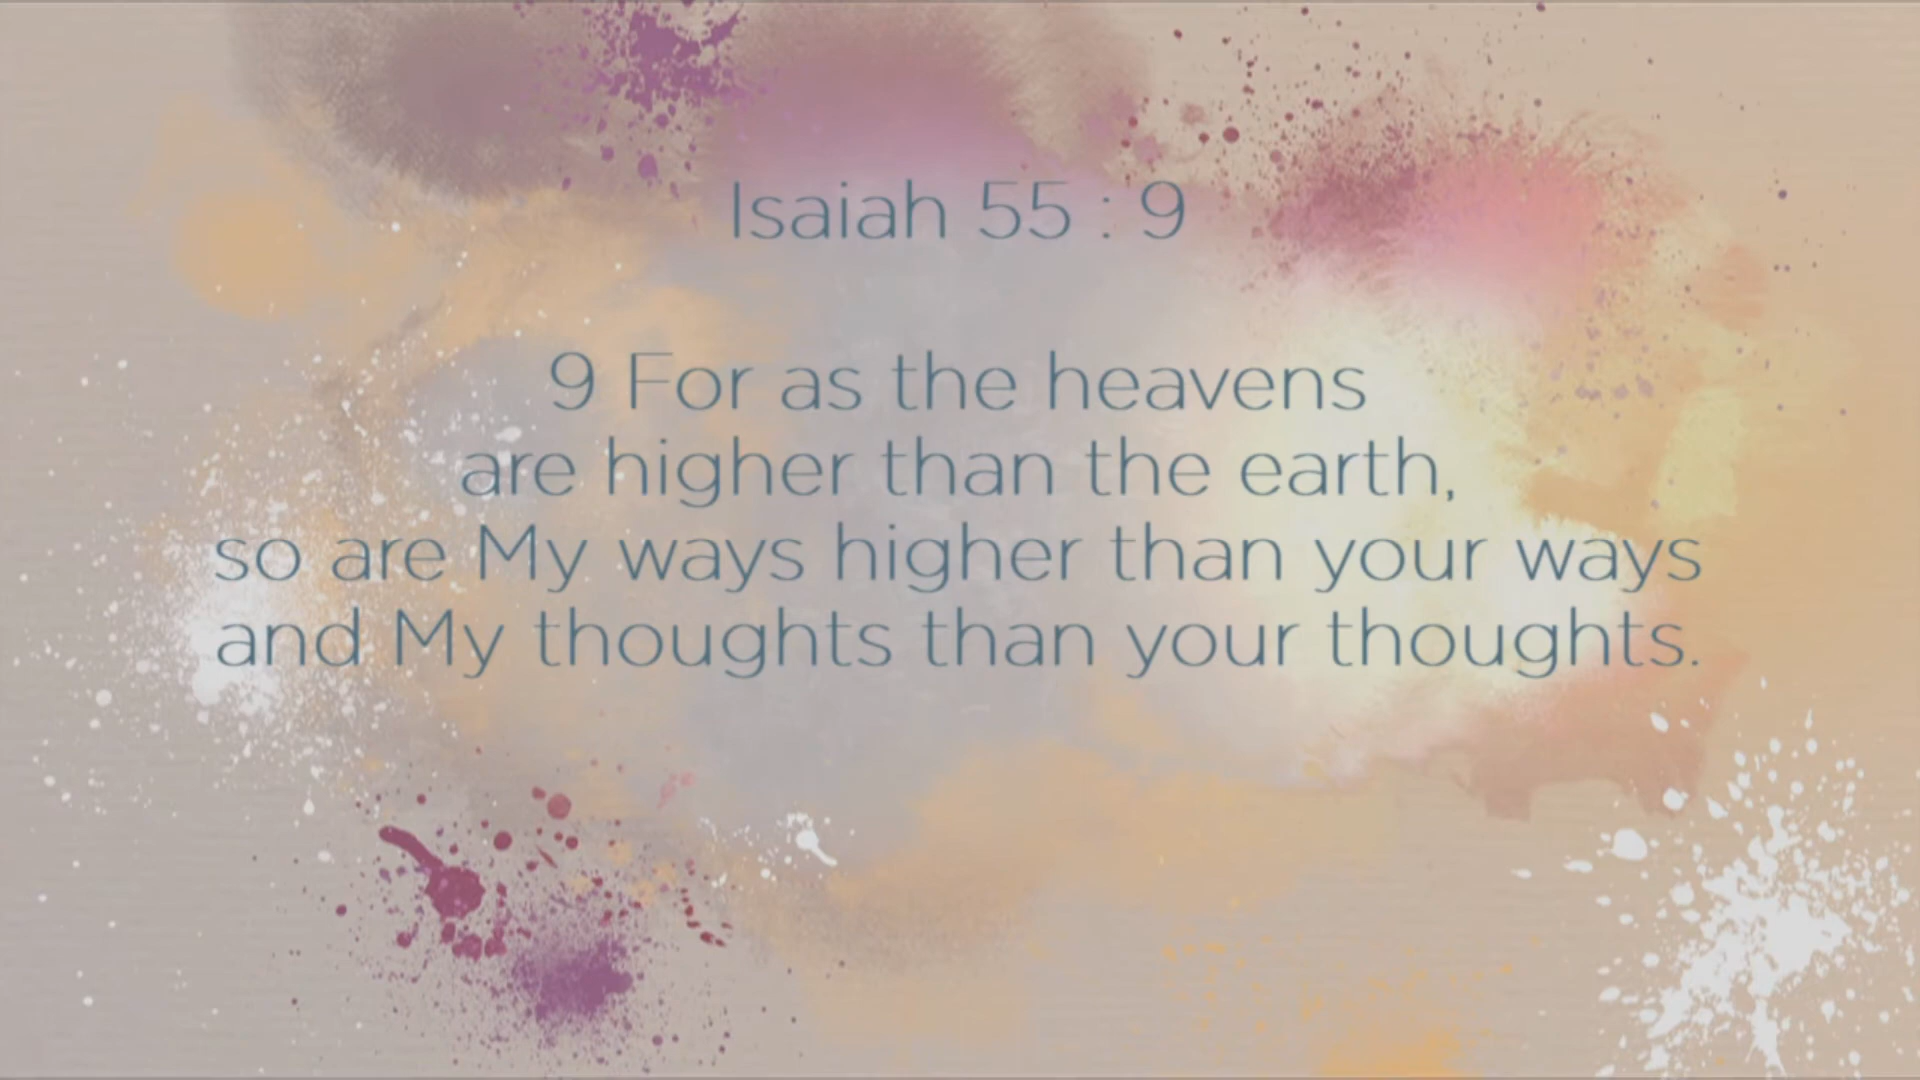 Isaiah 55 : 9
9 For as the heavens
are higher than the earth,
so are My ways higher than your ways
and My thoughts than your thoughts.